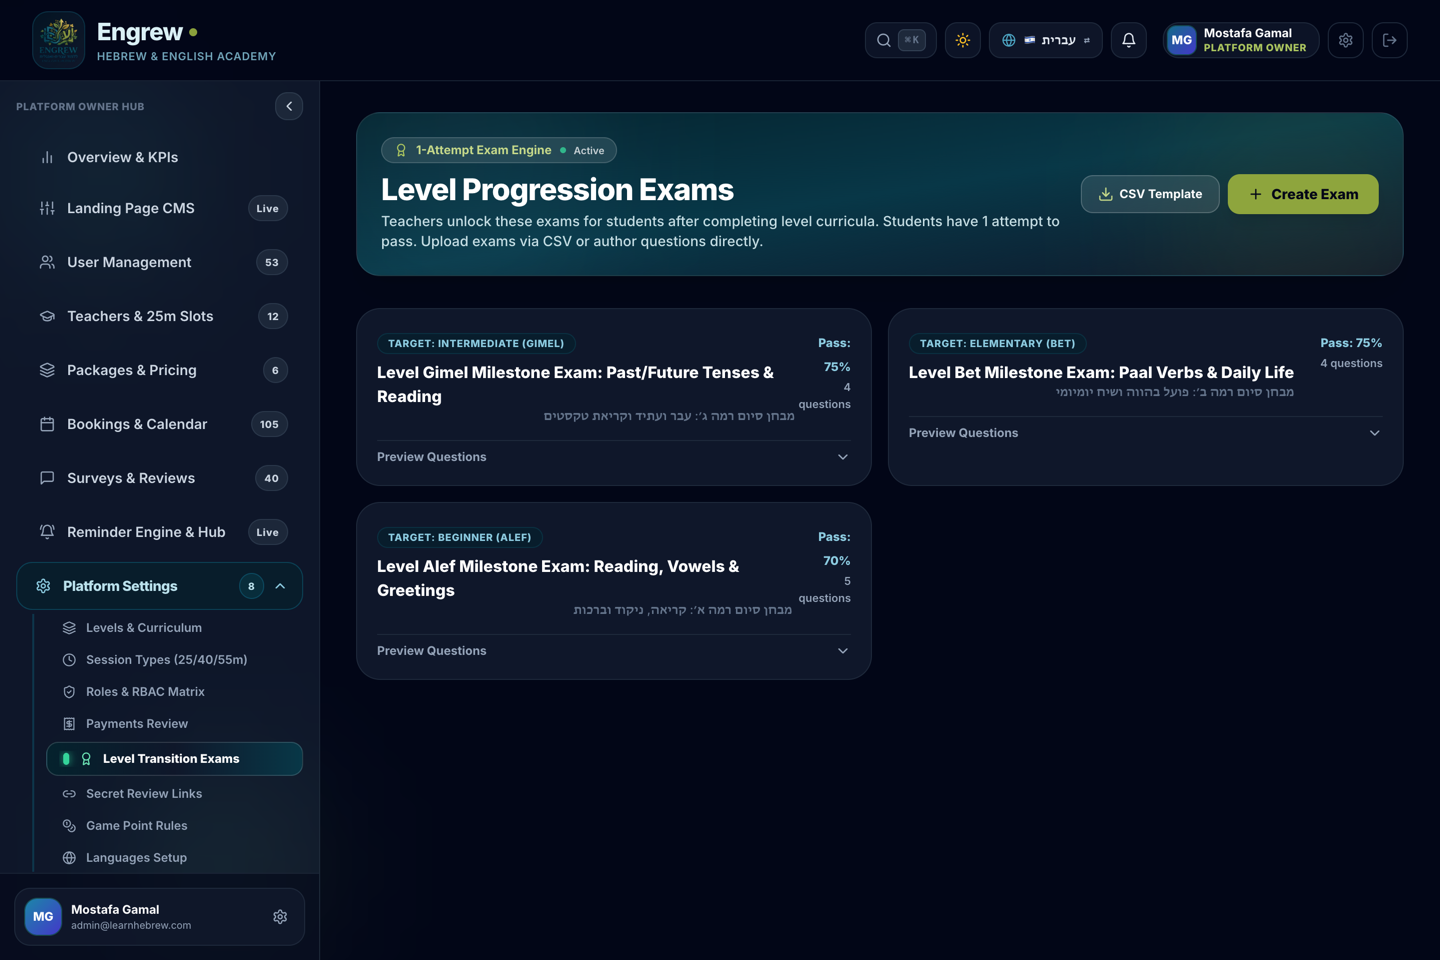 ENGREW
Engrew
HEBREW & ENGLISH ACADEMY
⌘K
עברית
MG
Mostafa Gamal
PLATFORM OWNER
PLATFORM OWNER HUB
Overview & KPIs
Landing Page CMS
Live
User Management
53
Teachers & 25m Slots
12
Packages & Pricing
6
Bookings & Calendar
105
Surveys & Reviews
40
Reminder Engine & Hub
Live
Platform Settings
8
Levels & Curriculum
Session Types (25/40/55m)
Roles & RBAC Matrix
Payments Review
Level Transition Exams
Secret Review Links
Game Point Rules
Languages Setup
MG
Mostafa Gamal
admin@learnhebrew.com
1-Attempt Exam Engine
Active
Level Progression Exams
Teachers unlock these exams for students after completing level curricula. Students have 1 attempt to
pass. Upload exams via CSV or author questions directly.
CSV Template
+ Create Exam
TARGET: INTERMEDIATE (GIMEL)
Level Gimel Milestone Exam: Past/Future Tenses &
Reading
מבחן סיום רמה ג׳: עבר ועתיד וקריאת טקסטים
Pass:
75%
4
questions
Preview Questions
TARGET: ELEMENTARY (BET)
Level Bet Milestone Exam: Paal Verbs & Daily Life
מבחן סיום רמה ב׳: פועל בהווה ושיח יומיומי
Pass: 75%
4 questions
Preview Questions
TARGET: BEGINNER (ALEF)
Level Alef Milestone Exam: Reading, Vowels &
Greetings
מבחן סיום רמה א׳: קריאה, ניקוד וברכות
Pass:
70%
5
questions
Preview Questions